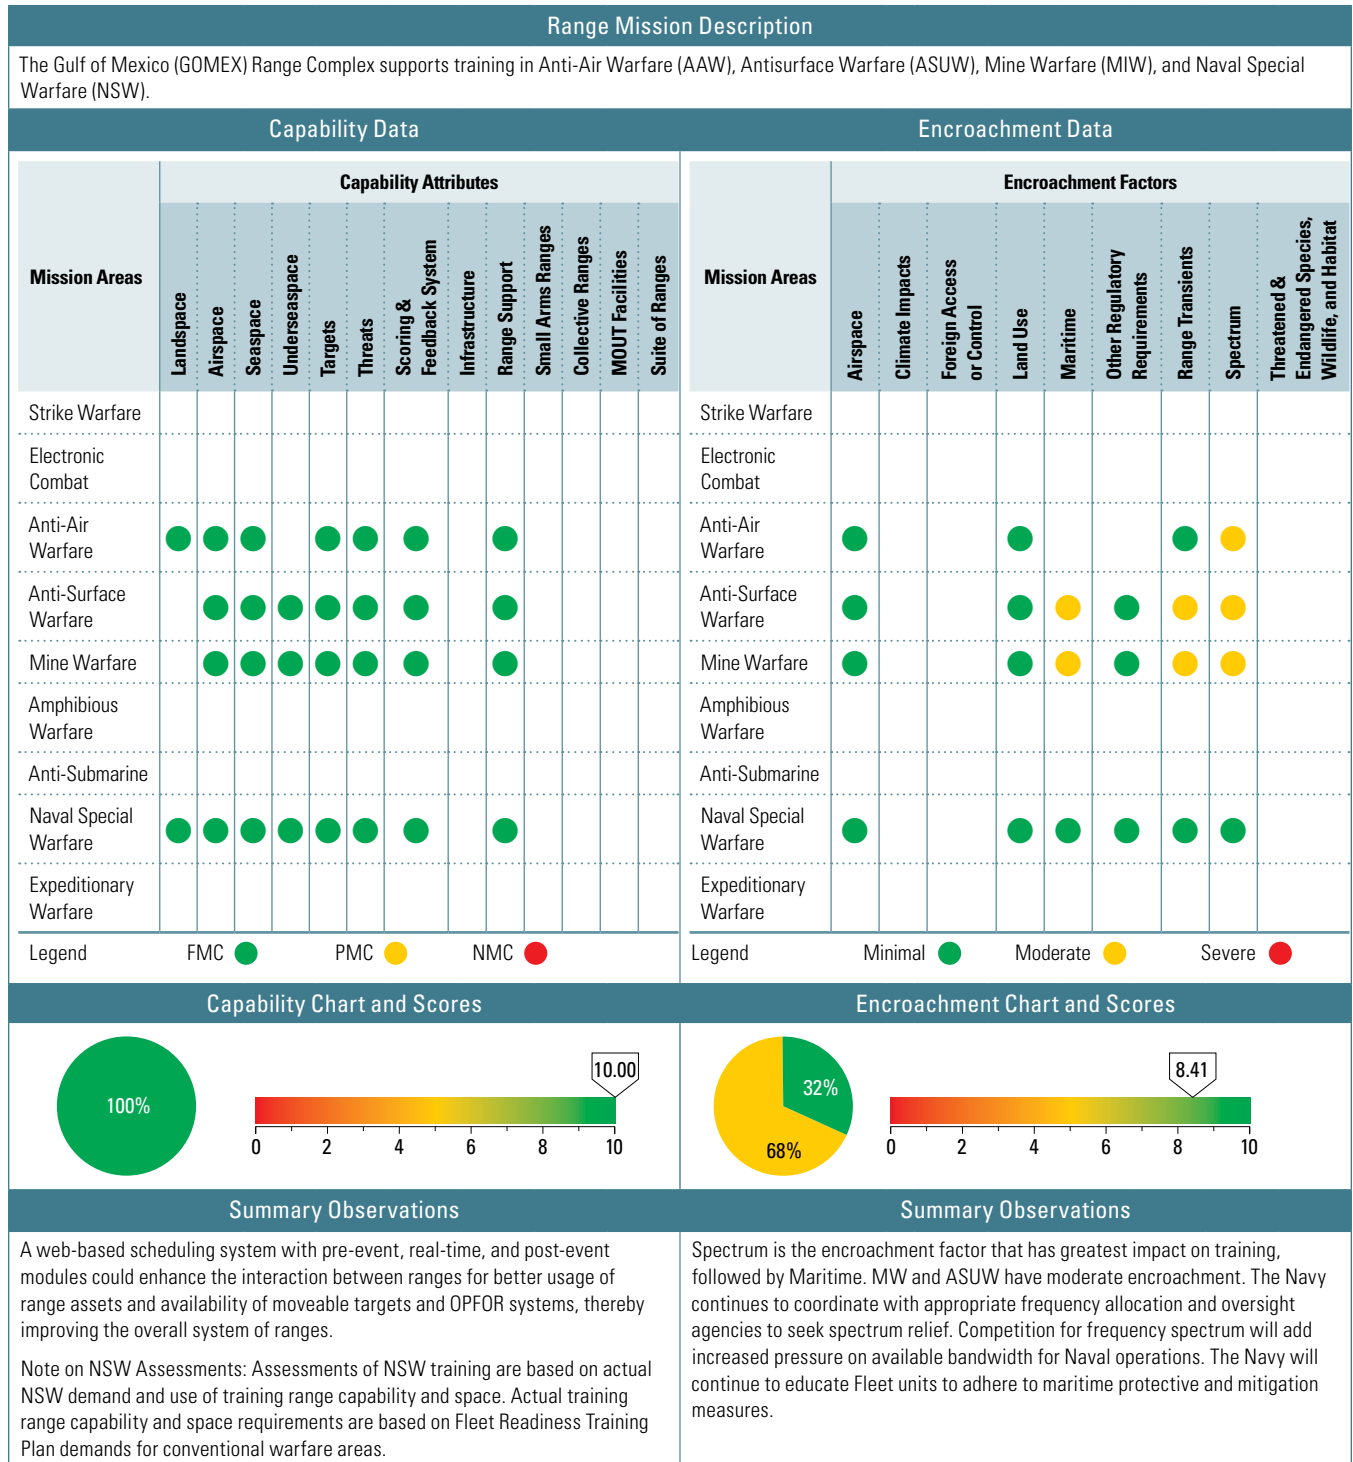 Range Mission Description
The Gulf of Mexico (GOMEX) Range Complex supports training in Anti-Air Warfare (AAW), Antisurface Warfare (ASUW), Mine Warfare (MIW), and Naval Special
Warfare (NSW).
Capability Data
Mission Areas
Capability Attributes
Landspace
Airspace
Seaspace
Underseaspace
Targets
Threats
Scoring &
Feedback System
Infrastructure
Range Support
Small Arms Ranges
Collective Ranges
MOUT Facilities
Suite of Ranges
Strike Warfare
Electronic
Combat
Anti-Air
Warfare
Anti-Surface
Warfare
Mine Warfare
Amphibious
Warfare
Anti-Submarine
Naval Special
Warfare
Expeditionary
Warfare
Legend FMC PMC NMC
Encroachment Data
Mission Areas
Encroachment Factors
Airspace
Climate Impacts
Foreign Access
or Control
Land Use
Maritime
Other Regulatory
Requirements
Range Transients
Spectrum
Threatened &
Endangered Species,
Wildlife, and Habitat
Strike Warfare
Electronic
Combat
Anti-Air
Warfare
Anti-Surface
Warfare
Mine Warfare
Amphibious
Warfare
Anti-Submarine
Naval Special
Warfare
Expeditionary
Warfare
Legend Minimal Moderate Severe
Capability Chart and Scores
100%
10.00
0 2 4 6 8 10
Encroachment Chart and Scores
32%
68%
8.41
0 2 4 6 8 10
Summary Observations
A web-based scheduling system with pre-event, real-time, and post-event
modules could enhance the interaction between ranges for better usage of
range assets and availability of moveable targets and OPFOR systems, thereby
improving the overall system of ranges.
Note on NSW Assessments: Assessments of NSW training are based on actual
NSW demand and use of training range capability and space. Actual training
range capability and space requirements are based on Fleet Readiness Training
Plan demands for conventional warfare areas.
Summary Observations
Spectrum is the encroachment factor that has greatest impact on training,
followed by Maritime. MW and ASUW have moderate encroachment. The Navy
continues to coordinate with appropriate frequency allocation and oversight
agencies to seek spectrum relief. Competition for frequency spectrum will add
increased pressure on available bandwidth for Naval operations. The Navy will
continue to educate Fleet units to adhere to maritime protective and mitigation
measures.